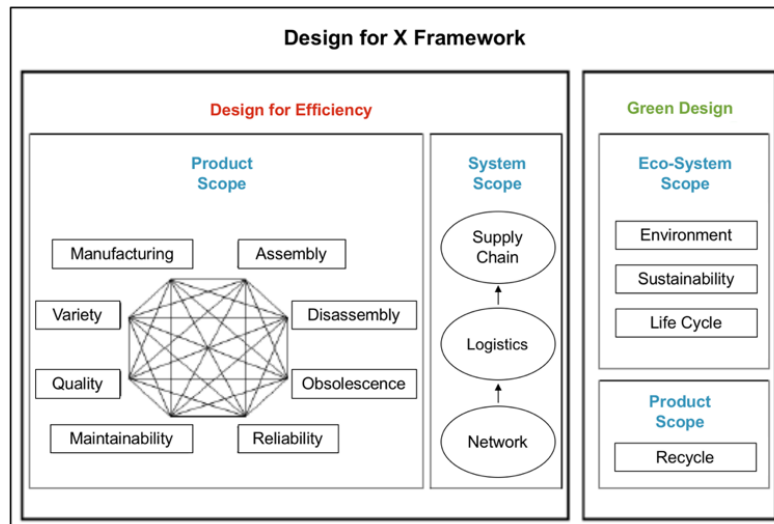 Design for X Framework
Design for Efficiency
Product
Scope
Manufacturing
Assembly
Variety
Disassembly
Quality
Obsolescence
Maintainability
Reliability
System
Scope
Supply
Chain
Logistics
Network
Green Design
Eco-System
Scope
Environment
Sustainability
Life Cycle
Product
Scope
Recycle